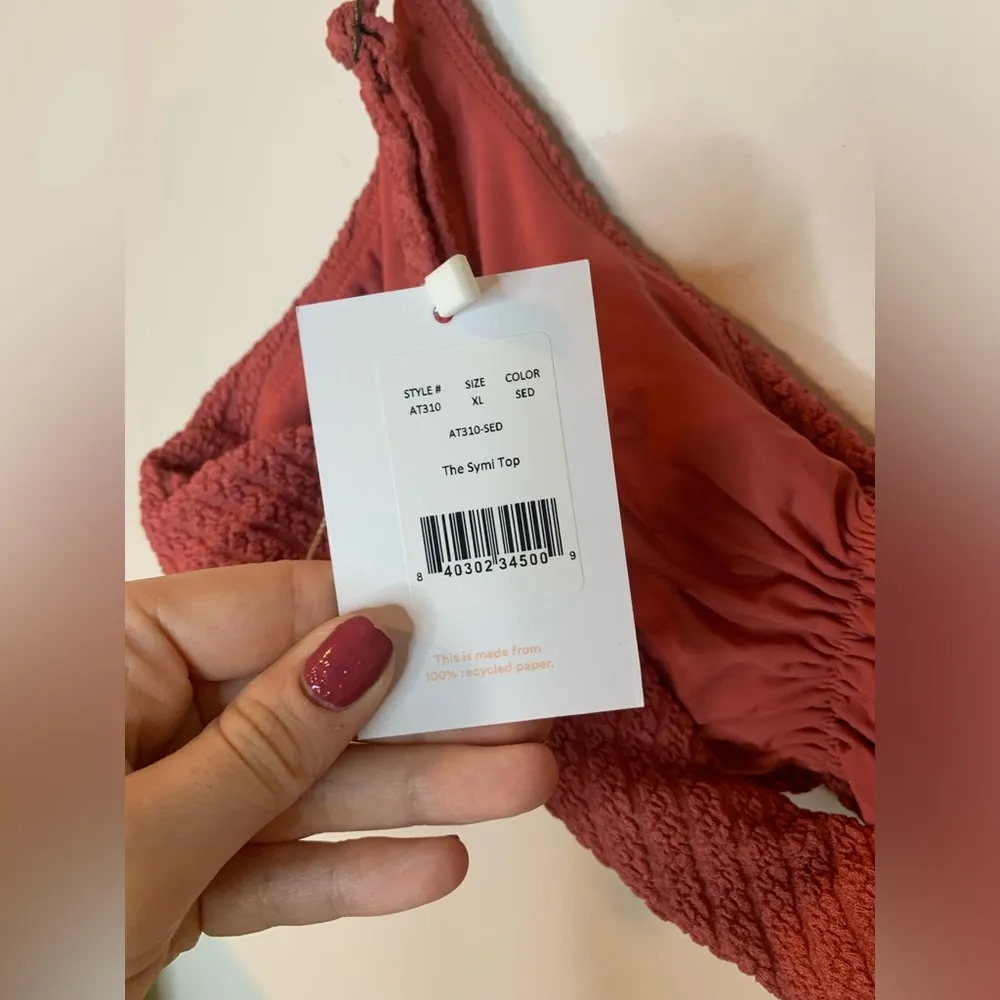 STYLE # SIZE COLOR
AT310 XL SED
AT310-SED
The Symi Top
8 40302 34500 9
This is made from
100% recycled paper.